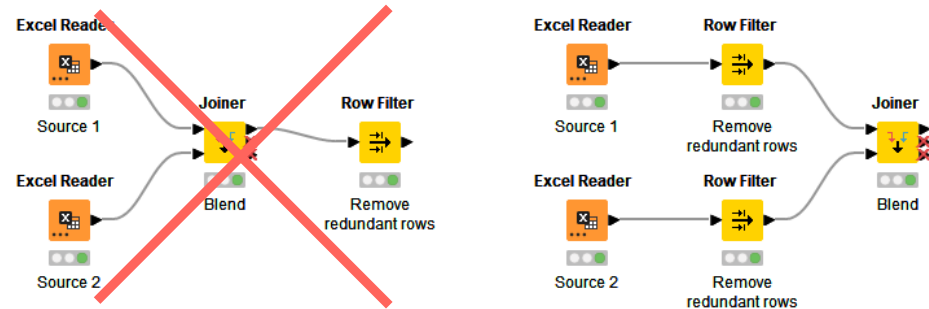 Excel Reader
Source 1
Joiner
Blend
Row Filter
Remove
redundant rows
Excel Reader
Source 2
Excel Reader
Source 1
Row Filter
Remove
redundant rows
Joiner
Blend
Excel Reader
Source 2
Row Filter
Remove
redundant rows